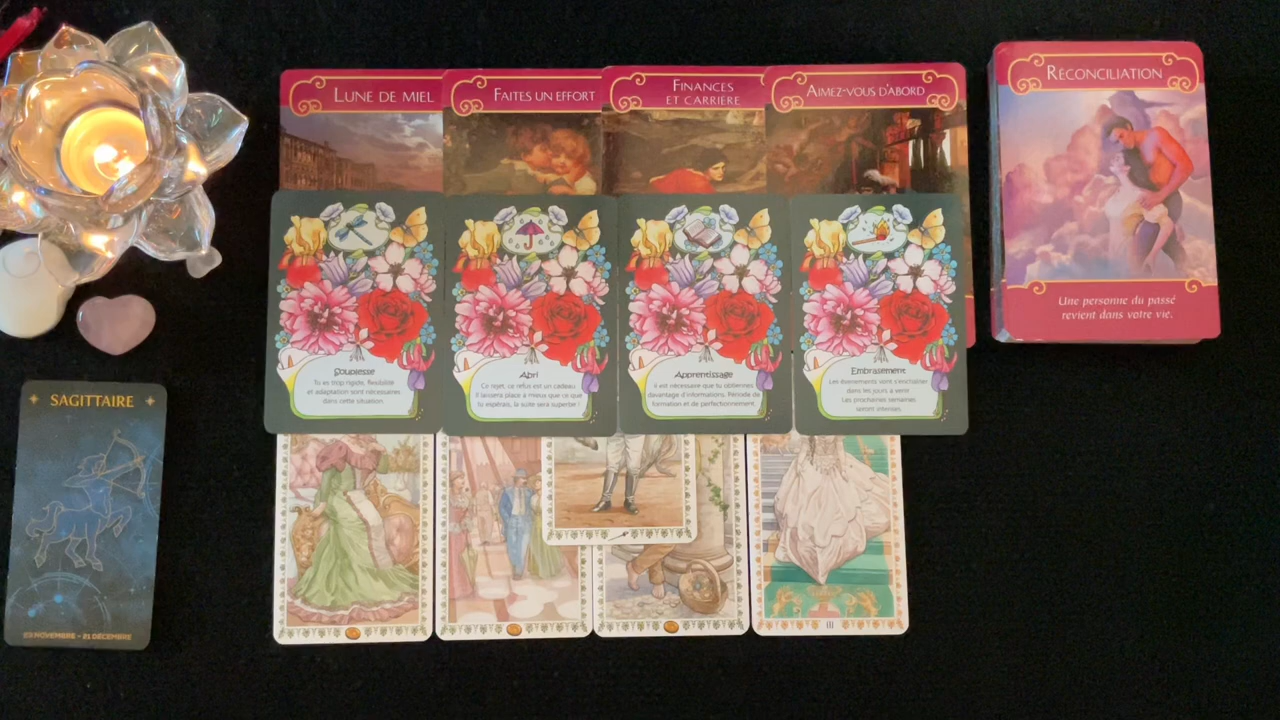 LUNE DE MIEL
FAITES UN EFFORT
FINANCES
ET CARRIÈRE
AIMEZ-VOUS D'ABORD
RÉCONCILIATION
Une personne du passé
revient dans votre vie.
Souplesse
Tu es trop rigide, flexibilité
et adaptation sont nécessaires
dans cette situation.
Abri
Ce rejet, ce refus est un cadeau.
Il laissera place à mieux que ce que
tu espérais, la suite sera superbe !
Apprentissage
Il est nécessaire que tu obtiennes
davantage d'informations. Période de
formation et de perfectionnement.
Embrasement
Les évènements vont s'enchaîner
dans les jours à venir.
Les prochaines semaines
seront intenses.
SAGITTAIRE
23 NOVEMBRE - 21 DÉCEMBRE
III